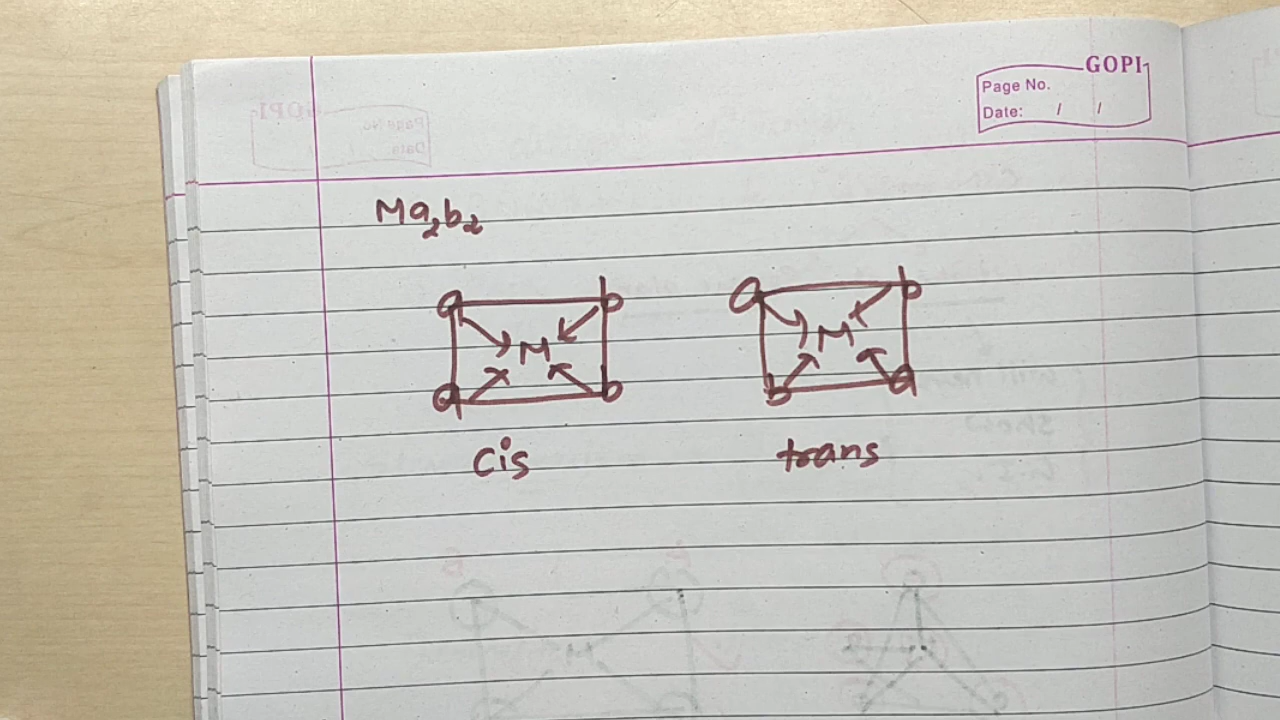 GOPI
Page No.
Date: / /
Ma₂b₂
a b a b
M M
a b b a
cis trans